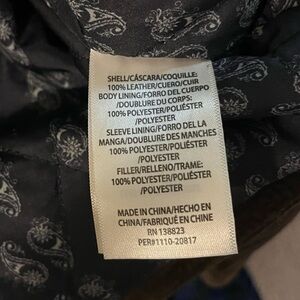 SHELL/CÁSCARA/COQUILLE:
100% LEATHER/CUERO/CUIR
BODY LINING/FORRO DEL CUERPO
/DOUBLURE DU CORPS:
100% POLYESTER/POLIÉSTER
/POLYESTER
SLEEVE LINING/FORRO DE LA
MANGA/DOUBLURE DES MANCHES
100% POLYESTER/POLIÉSTER
/POLYESTER
FILLER/RELLENO/TRAME:
100% POLYESTER/POLIÉSTER
/POLYESTER
MADE IN CHINA/HECHO EN
CHINA/FABRIQUÉ EN CHINE
RN 138823
PER#1110-20817